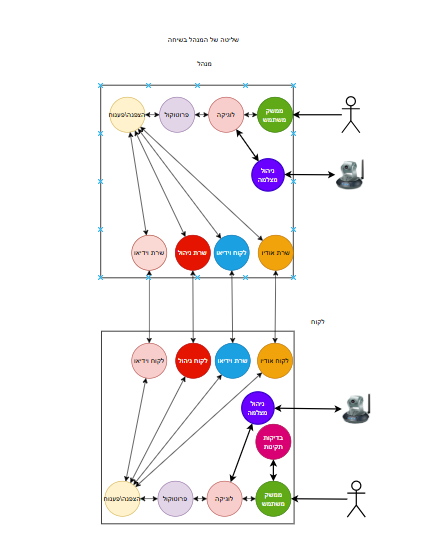 שליטה של המנהל בשיחה
מנהל
ממשק
משתמש
לוגיקה
פרוטוקול
הצפנה\פענוח
ניהול
מצלמה
שרת אודיו
לקוח וידיאו
שרת ניהול
שרת וידיאו
לקוח
לקוח אודיו
שרת וידיאו
לקוח ניהול
לקוח וידיאו
ניהול
מצלמה
בדיקות
תקינות
ממשק
משתמש
לוגיקה
פרוטוקול
הצפנה\פענוח